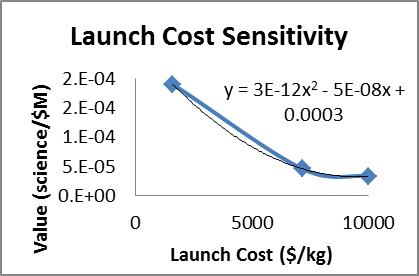 Launch Cost Sensitivity
Value (science/$M)
2.E-04
2.E-04
1.E-04
5.E-05
0.E+00
y = 3E-12x² - 5E-08x +
0.0003
0
5000
10000
Launch Cost ($/kg)